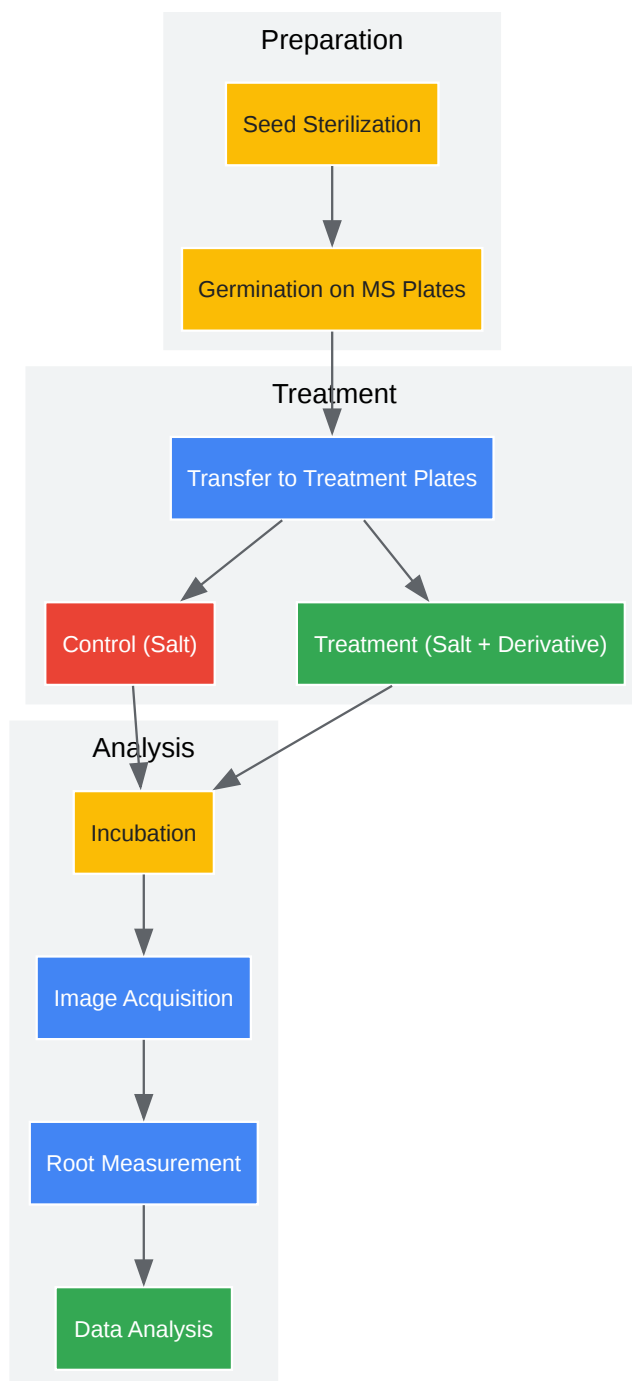 Preparation
Seed Sterilization
Germination on MS Plates
Treatment
Transfer to Treatment Plates
Control (Salt)
Treatment (Salt + Derivative)
Analysis
Incubation
Image Acquisition
Root Measurement
Data Analysis